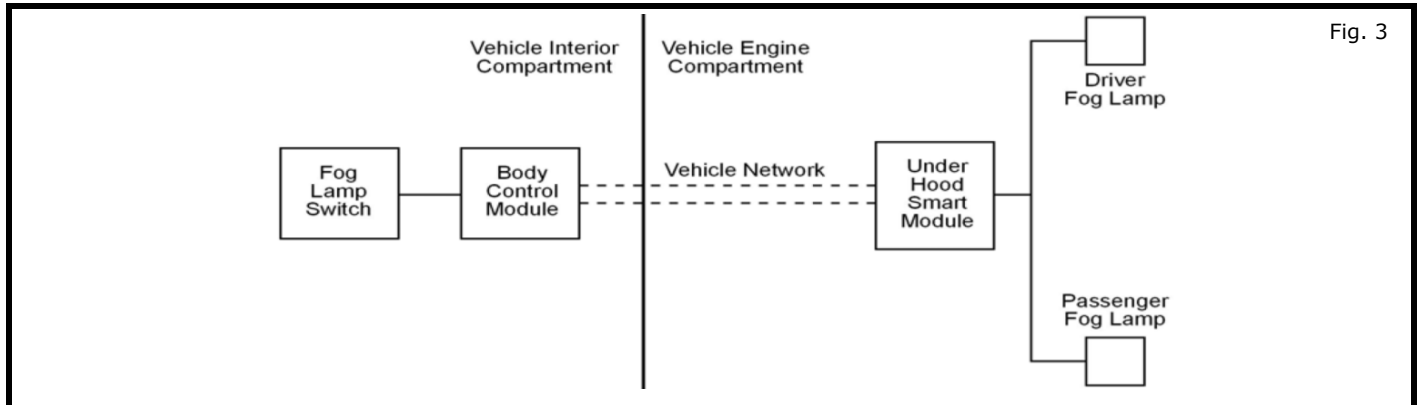 Fig. 3
Vehicle Interior
Compartment
Vehicle Engine
Compartment
Driver
Fog Lamp
Fog
Lamp
Switch
Body
Control
Module
Vehicle Network
Under
Hood
Smart
Module
Passenger
Fog Lamp